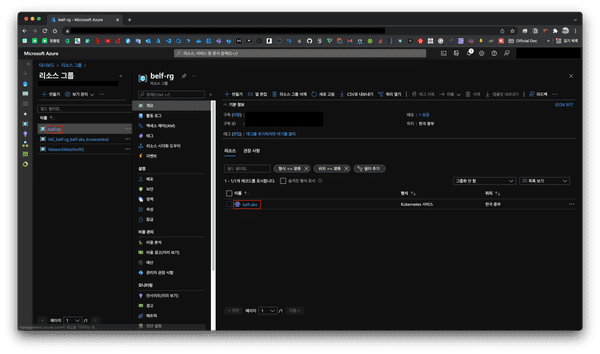 belf-rg - Microsoft Azure
Official Doc
읽기 목록
Microsoft Azure
리소스, 서비스 및 문서 검색(G+/)
대시보드 > 리소스 그룹 >
리소스 그룹
belf-rg
리소스 그룹
+ 만들기
보기 관리
필드 필터링...
이름 ↑
belf-rg
MC_belf-rg_belf-aks_koreacentral
NetworkWatcherRG
< 페이지 1 >
검색(Cmd+/)
개요
활동 로그
액세스 제어(IAM)
태그
리소스 시각화 도우미
이벤트
설정
배포
보안
정책
속성
잠금
비용 관리
비용 분석
비용 경고(미리 보기)
예산
관리자 권장 사항
모니터링
인사이트(미리 보기)
경고
메트릭
진단 설정
+ 만들기
열 편집
리소스 그룹 삭제
새로 고침
CSV로 내보내기
쿼리 열기
태그 지정
이동
삭제
템플릿 내보내기
피드백
기본 정보
JSON 보기
구독 ID
위치 : 한국 중부
리소스
권장 사항
필드 필터링...
형식 == 모두
위치 == 모두
필터 추가
1 - 1/1개 레코드를 표시합니다.
숨겨진 형식 표시
그룹화 안 함
목록 보기
이름 ↑
형식
위치
belf-aks
Kubernetes 서비스
한국 중부
< 이전
페이지 1 / 1
다음 >